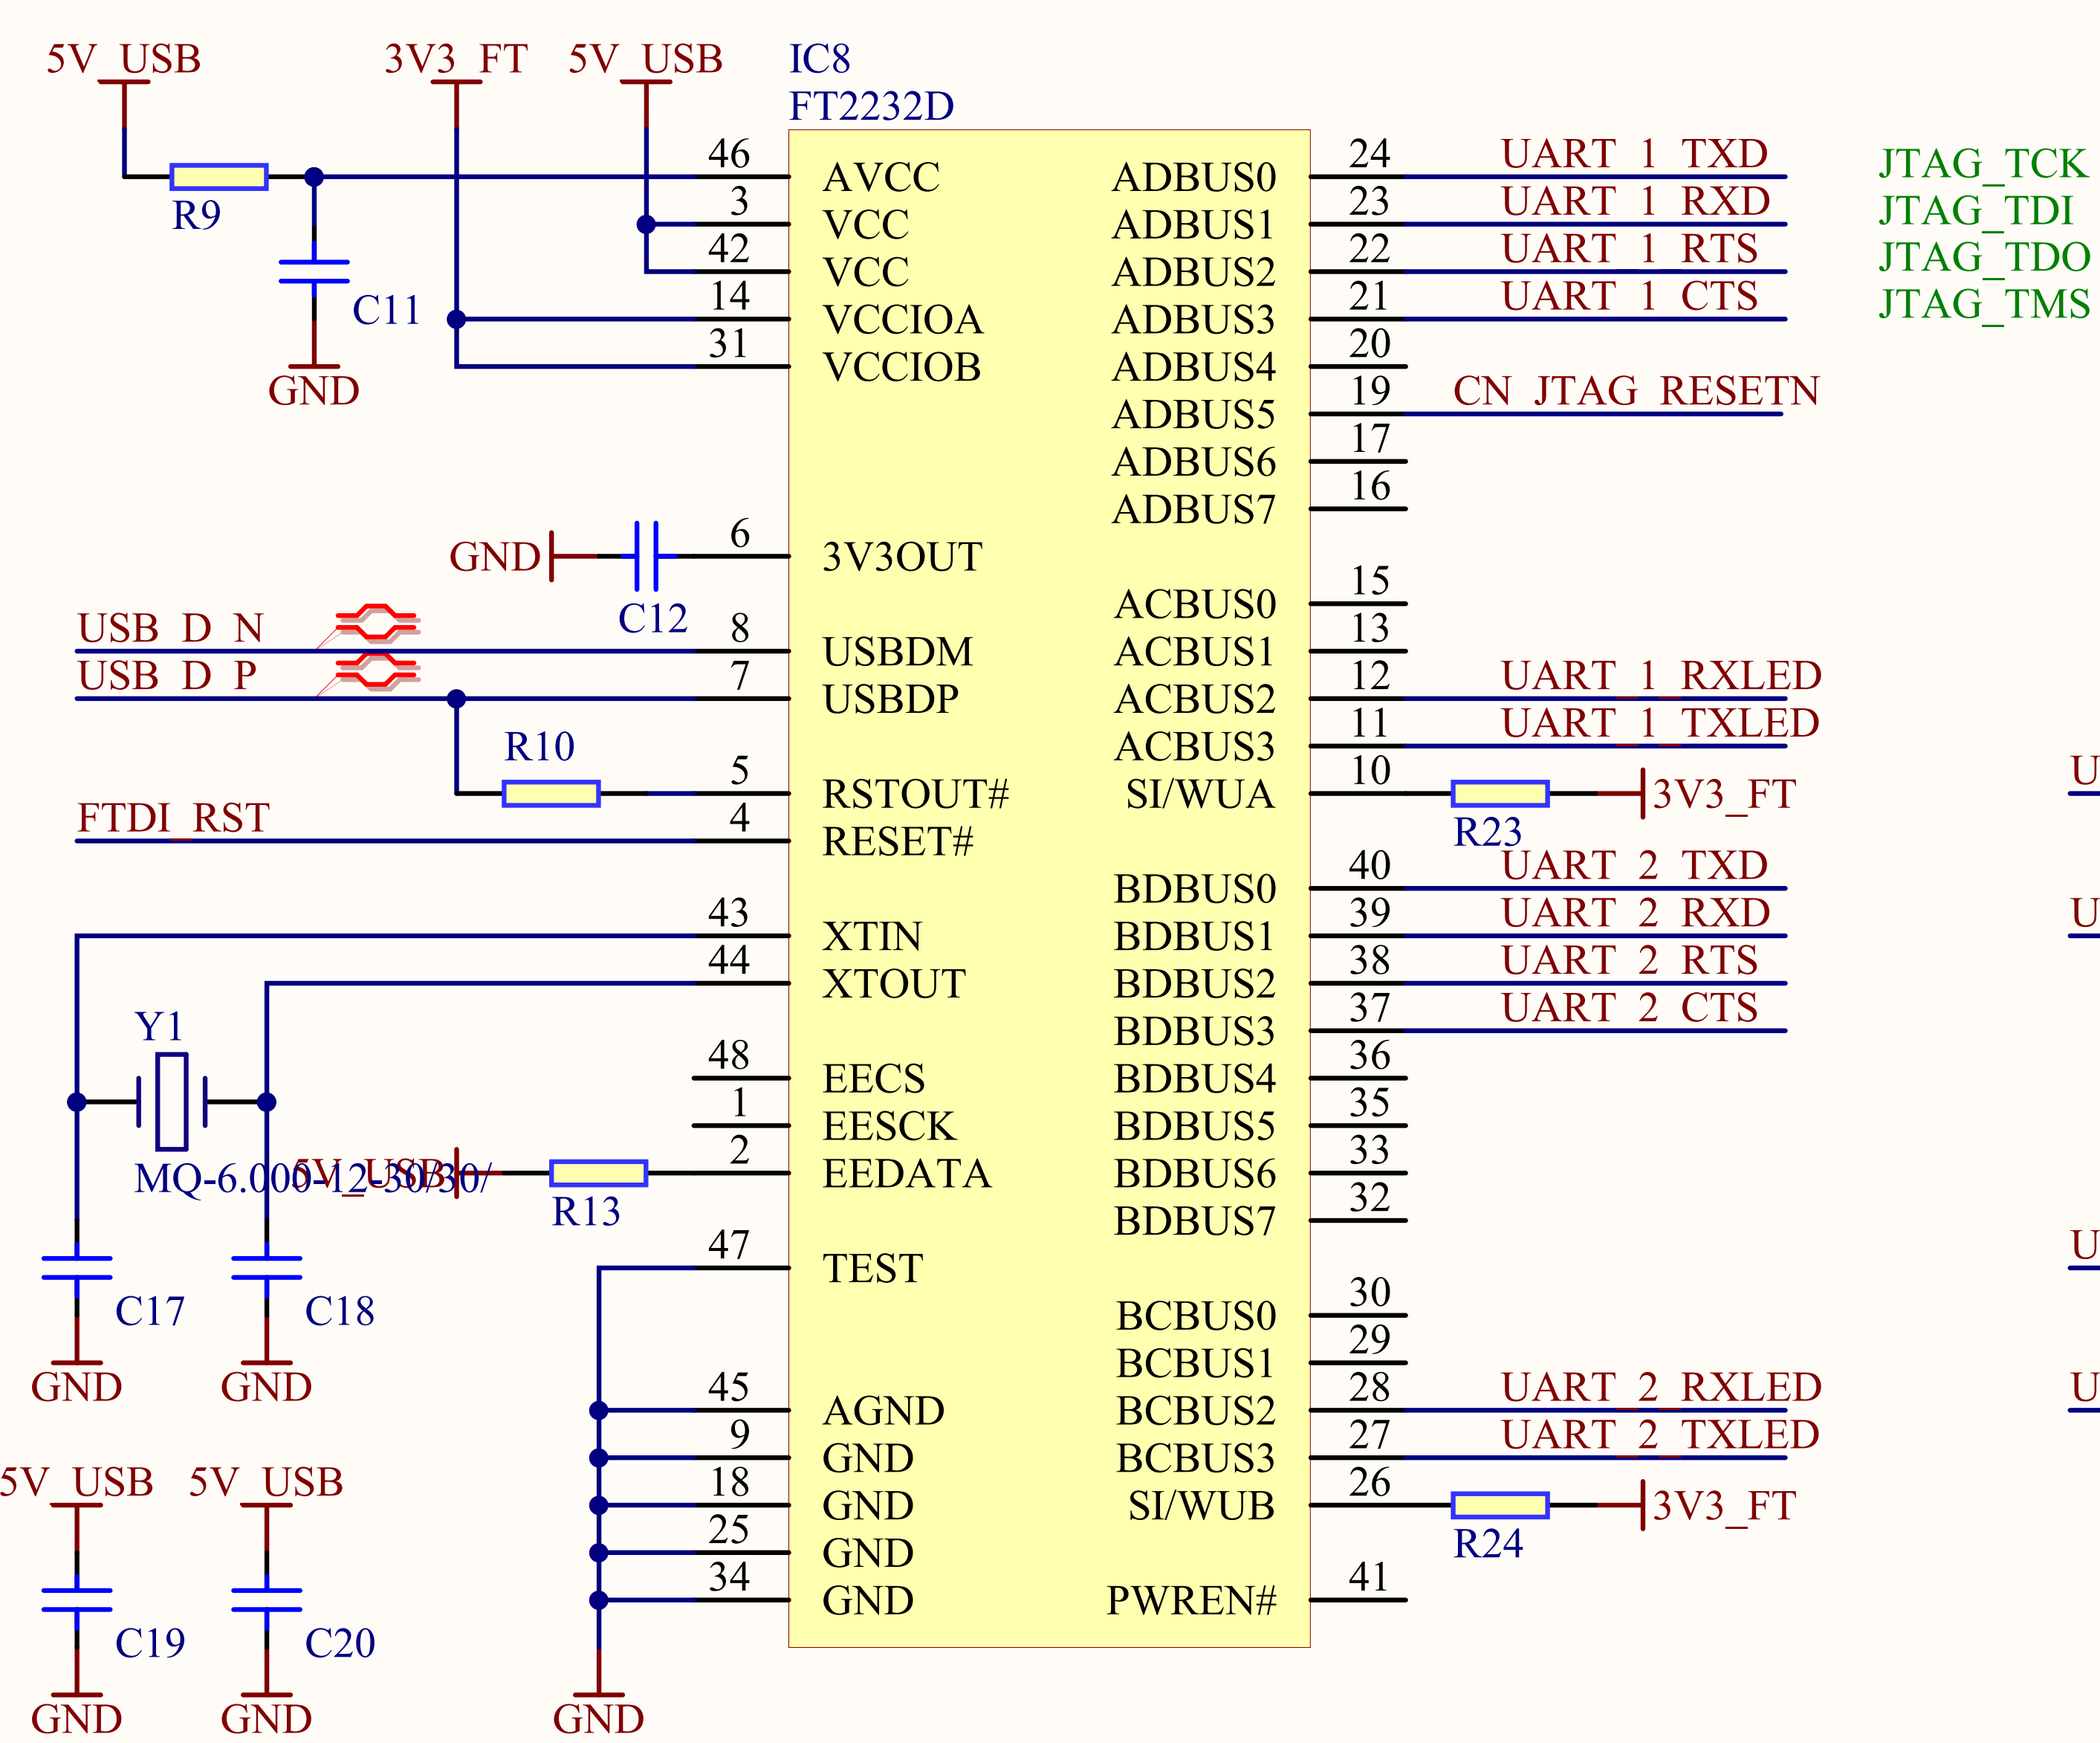 5V_USB
3V3_FT
5V_USB
IC8
FT2232D
R9
C11
GND
46 AVCC
3 VCC
42 VCC
14 VCCIOA
31 VCCIOB
GND
C12
6 3V3OUT
USB_D_N
8 USBDM
USB_D_P
7 USBDP
R10
5 RSTOUT#
FTDI_RST
4 RESET#
43 XTIN
44 XTOUT
Y1
MQ-6.000-12-30/30/
48 EECS
1 EESCK
5V_USB
R13
2 EEDATA
47 TEST
C17
GND
C18
GND
45 AGND
9 GND
18 GND
25 GND
34 GND
GND
5V_USB
C19
GND
5V_USB
C20
GND
ADBUS0 24 UART_1_TXD JTAG_TCK
ADBUS1 23 UART_1_RXD JTAG_TDI
ADBUS2 22 UART_1_RTS JTAG_TDO
ADBUS3 21 UART_1_CTS JTAG_TMS
ADBUS4 20
ADBUS5 19 CN_JTAG_RESETN
ADBUS6 17
ADBUS7 16
ACBUS0 15
ACBUS1 13
ACBUS2 12 UART_1_RXLED
ACBUS3 11 UART_1_TXLED
SI/WUA 10 3V3_FT
R23
BDBUS0 40 UART_2_TXD
BDBUS1 39 UART_2_RXD
BDBUS2 38 UART_2_RTS
BDBUS3 37 UART_2_CTS
BDBUS4 36
BDBUS5 35
BDBUS6 33
BDBUS7 32
BCBUS0 30
BCBUS1 29
BCBUS2 28 UART_2_RXLED
BCBUS3 27 UART_2_TXLED
SI/WUB 26 3V3_FT
R24
PWREN# 41